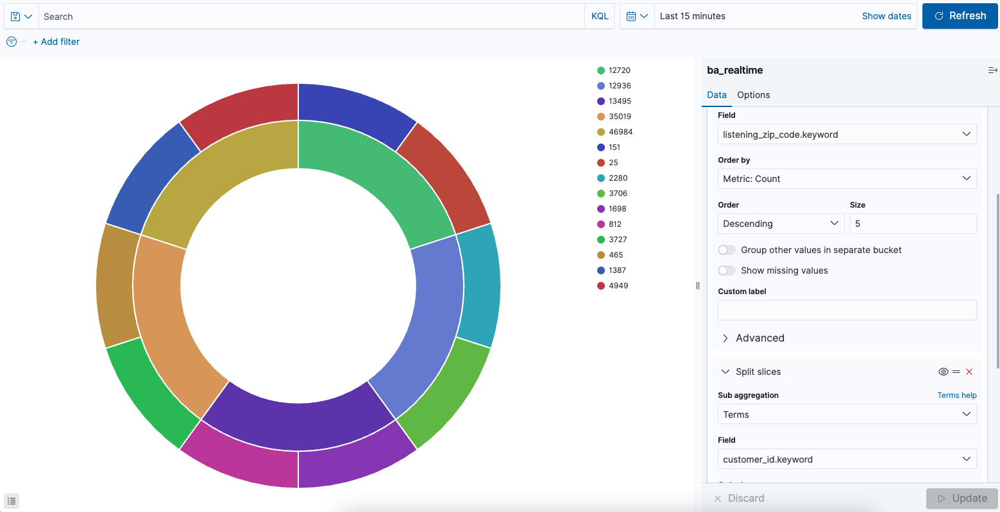 Search
KQL
Last 15 minutes
Show dates
Refresh
+ Add filter
12720
12936
13495
35019
46984
151
25
2280
3706
1698
812
3727
465
1387
4949
ba_realtime
Data
Options
Field
listening_zip_code.keyword
Order by
Metric: Count
Order
Size
Descending
5
Group other values in separate bucket
Show missing values
Custom label
Advanced
Split slices
Sub aggregation
Terms help
Terms
Field
customer_id.keyword
Discard
Update